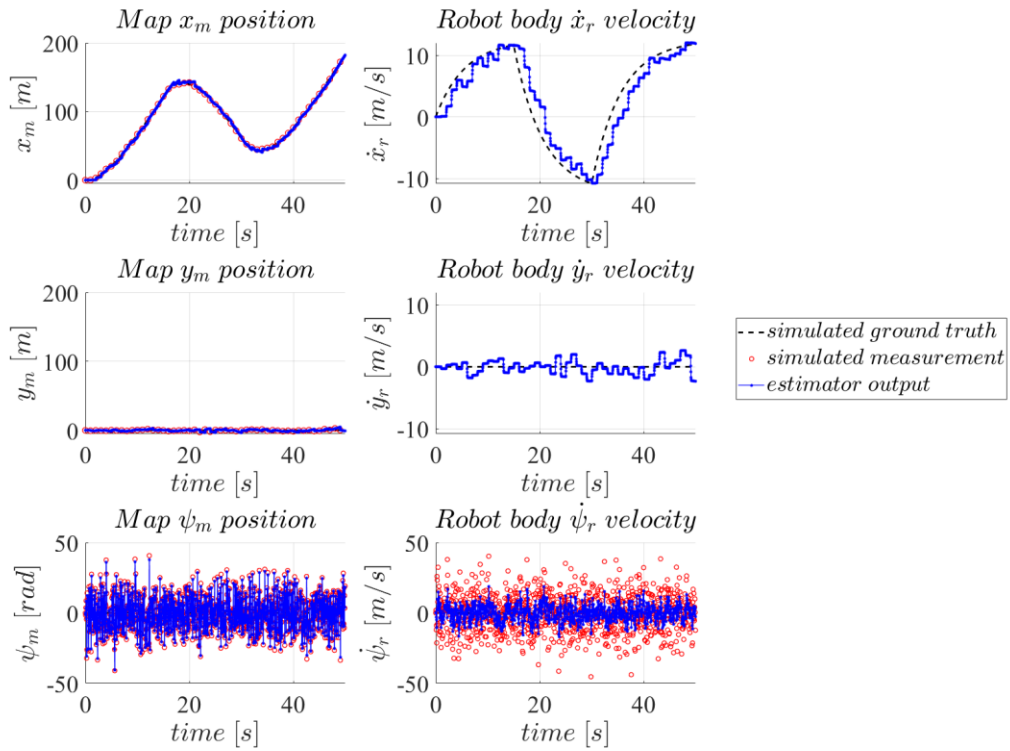 Map x_m position
200
100
0
x_m [m]
0 20 40
time [s]
Robot body ẋ_r velocity
10
0
-10
ẋ_r [m/s]
0 20 40
time [s]
Map y_m position
200
100
0
y_m [m]
0 20 40
time [s]
Robot body ẏ_r velocity
10
0
-10
ẏ_r [m/s]
0 20 40
time [s]
simulated ground truth
simulated measurement
estimator output
Map ψ_m position
50
0
-50
ψ_m [rad]
0 20 40
time [s]
Robot body ψ̇_r velocity
50
0
-50
ψ̇_r [m/s]
0 20 40
time [s]